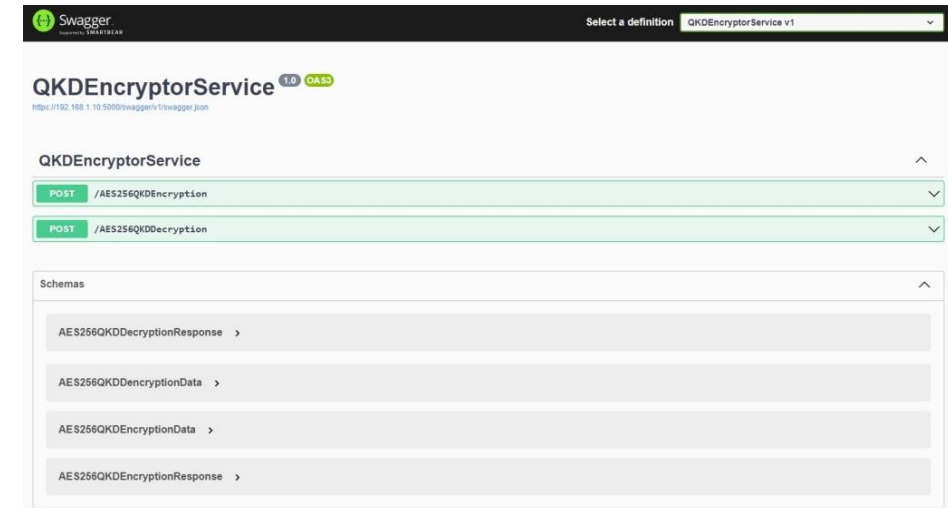 Swagger.
Supported by SMARTBEAR
Select a definition
QKDEncryptorService v1
QKDEncryptorService 1.0 OAS3
https://192.168.1.10:5000/swagger/v1/swagger.json
QKDEncryptorService
POST /AES256QKDEncryption
POST /AES256QKDDecryption
Schemas
AES256QKDDecryptionResponse
AES256QKDDencryptionData
AES256QKDEncryptionData
AES256QKDEncryptionResponse